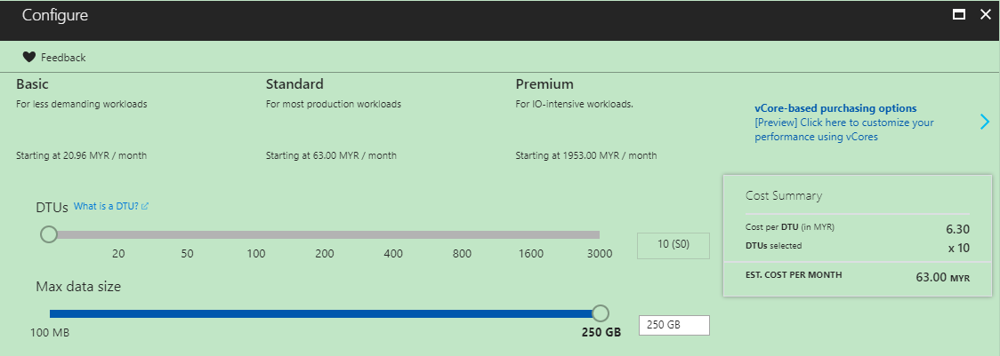 Configure
Feedback
Basic
For less demanding workloads
Starting at 20.96 MYR / month
Standard
For most production workloads
Starting at 63.00 MYR / month
Premium
For IO-intensive workloads.
Starting at 1953.00 MYR / month
vCore-based purchasing options
[Preview] Click here to customize your
performance using vCores
DTUs What is a DTU?
20 50 100 200 400 800 1600 3000
10 (S0)
Max data size
100 MB 250 GB
250 GB
Cost Summary
Cost per DTU (in MYR) 6.30
DTUs selected x 10
EST. COST PER MONTH 63.00 MYR